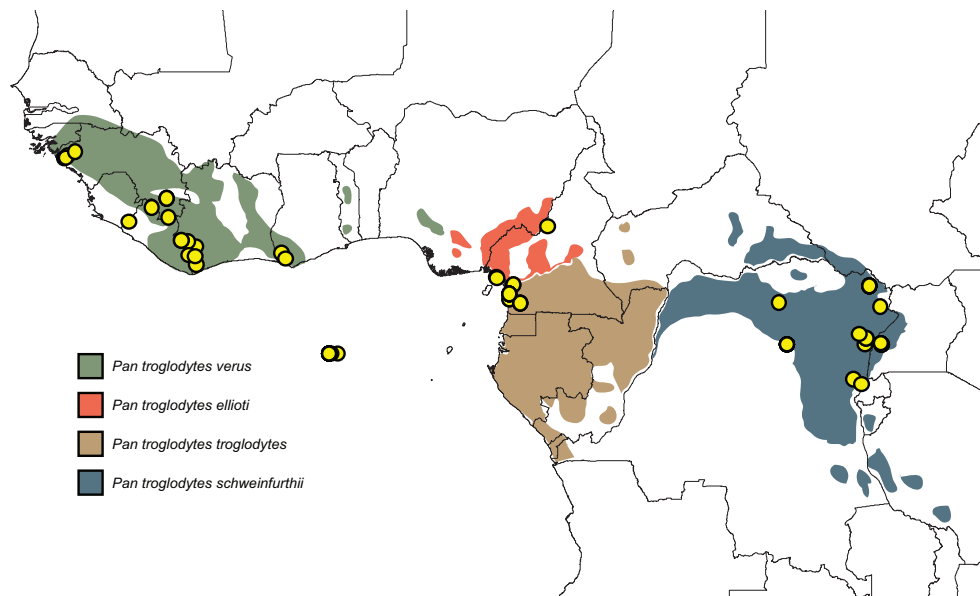 Pan troglodytes verus
Pan troglodytes ellioti
Pan troglodytes troglodytes
Pan troglodytes schweinfurthii